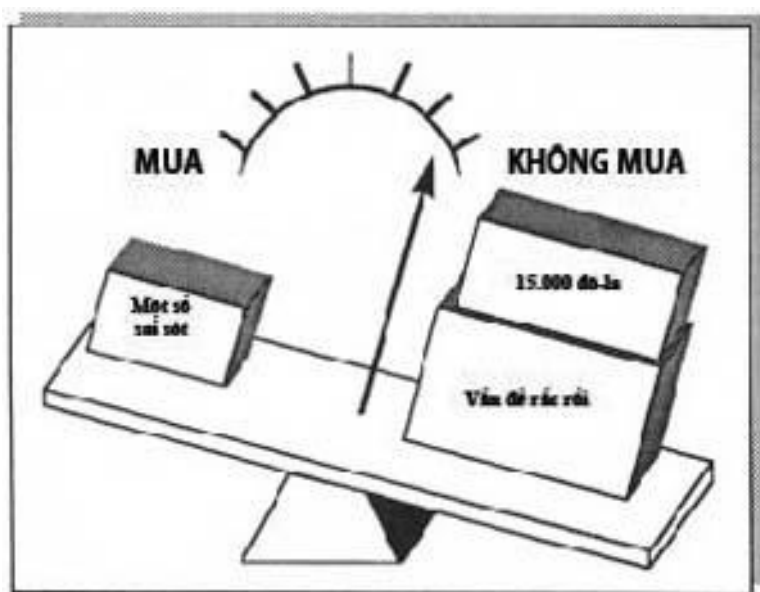 MUA
KHÔNG MUA
Một số
sai sót
15.000 đô-la
Vấn đề rắc rối